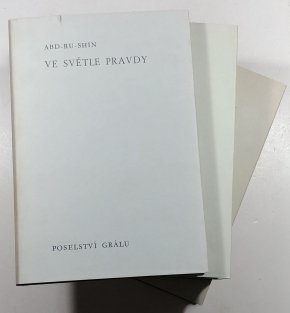 ABD-RU-SHIN
VE SVĚTLE PRAVDY
POSELSTVÍ GRÁLU